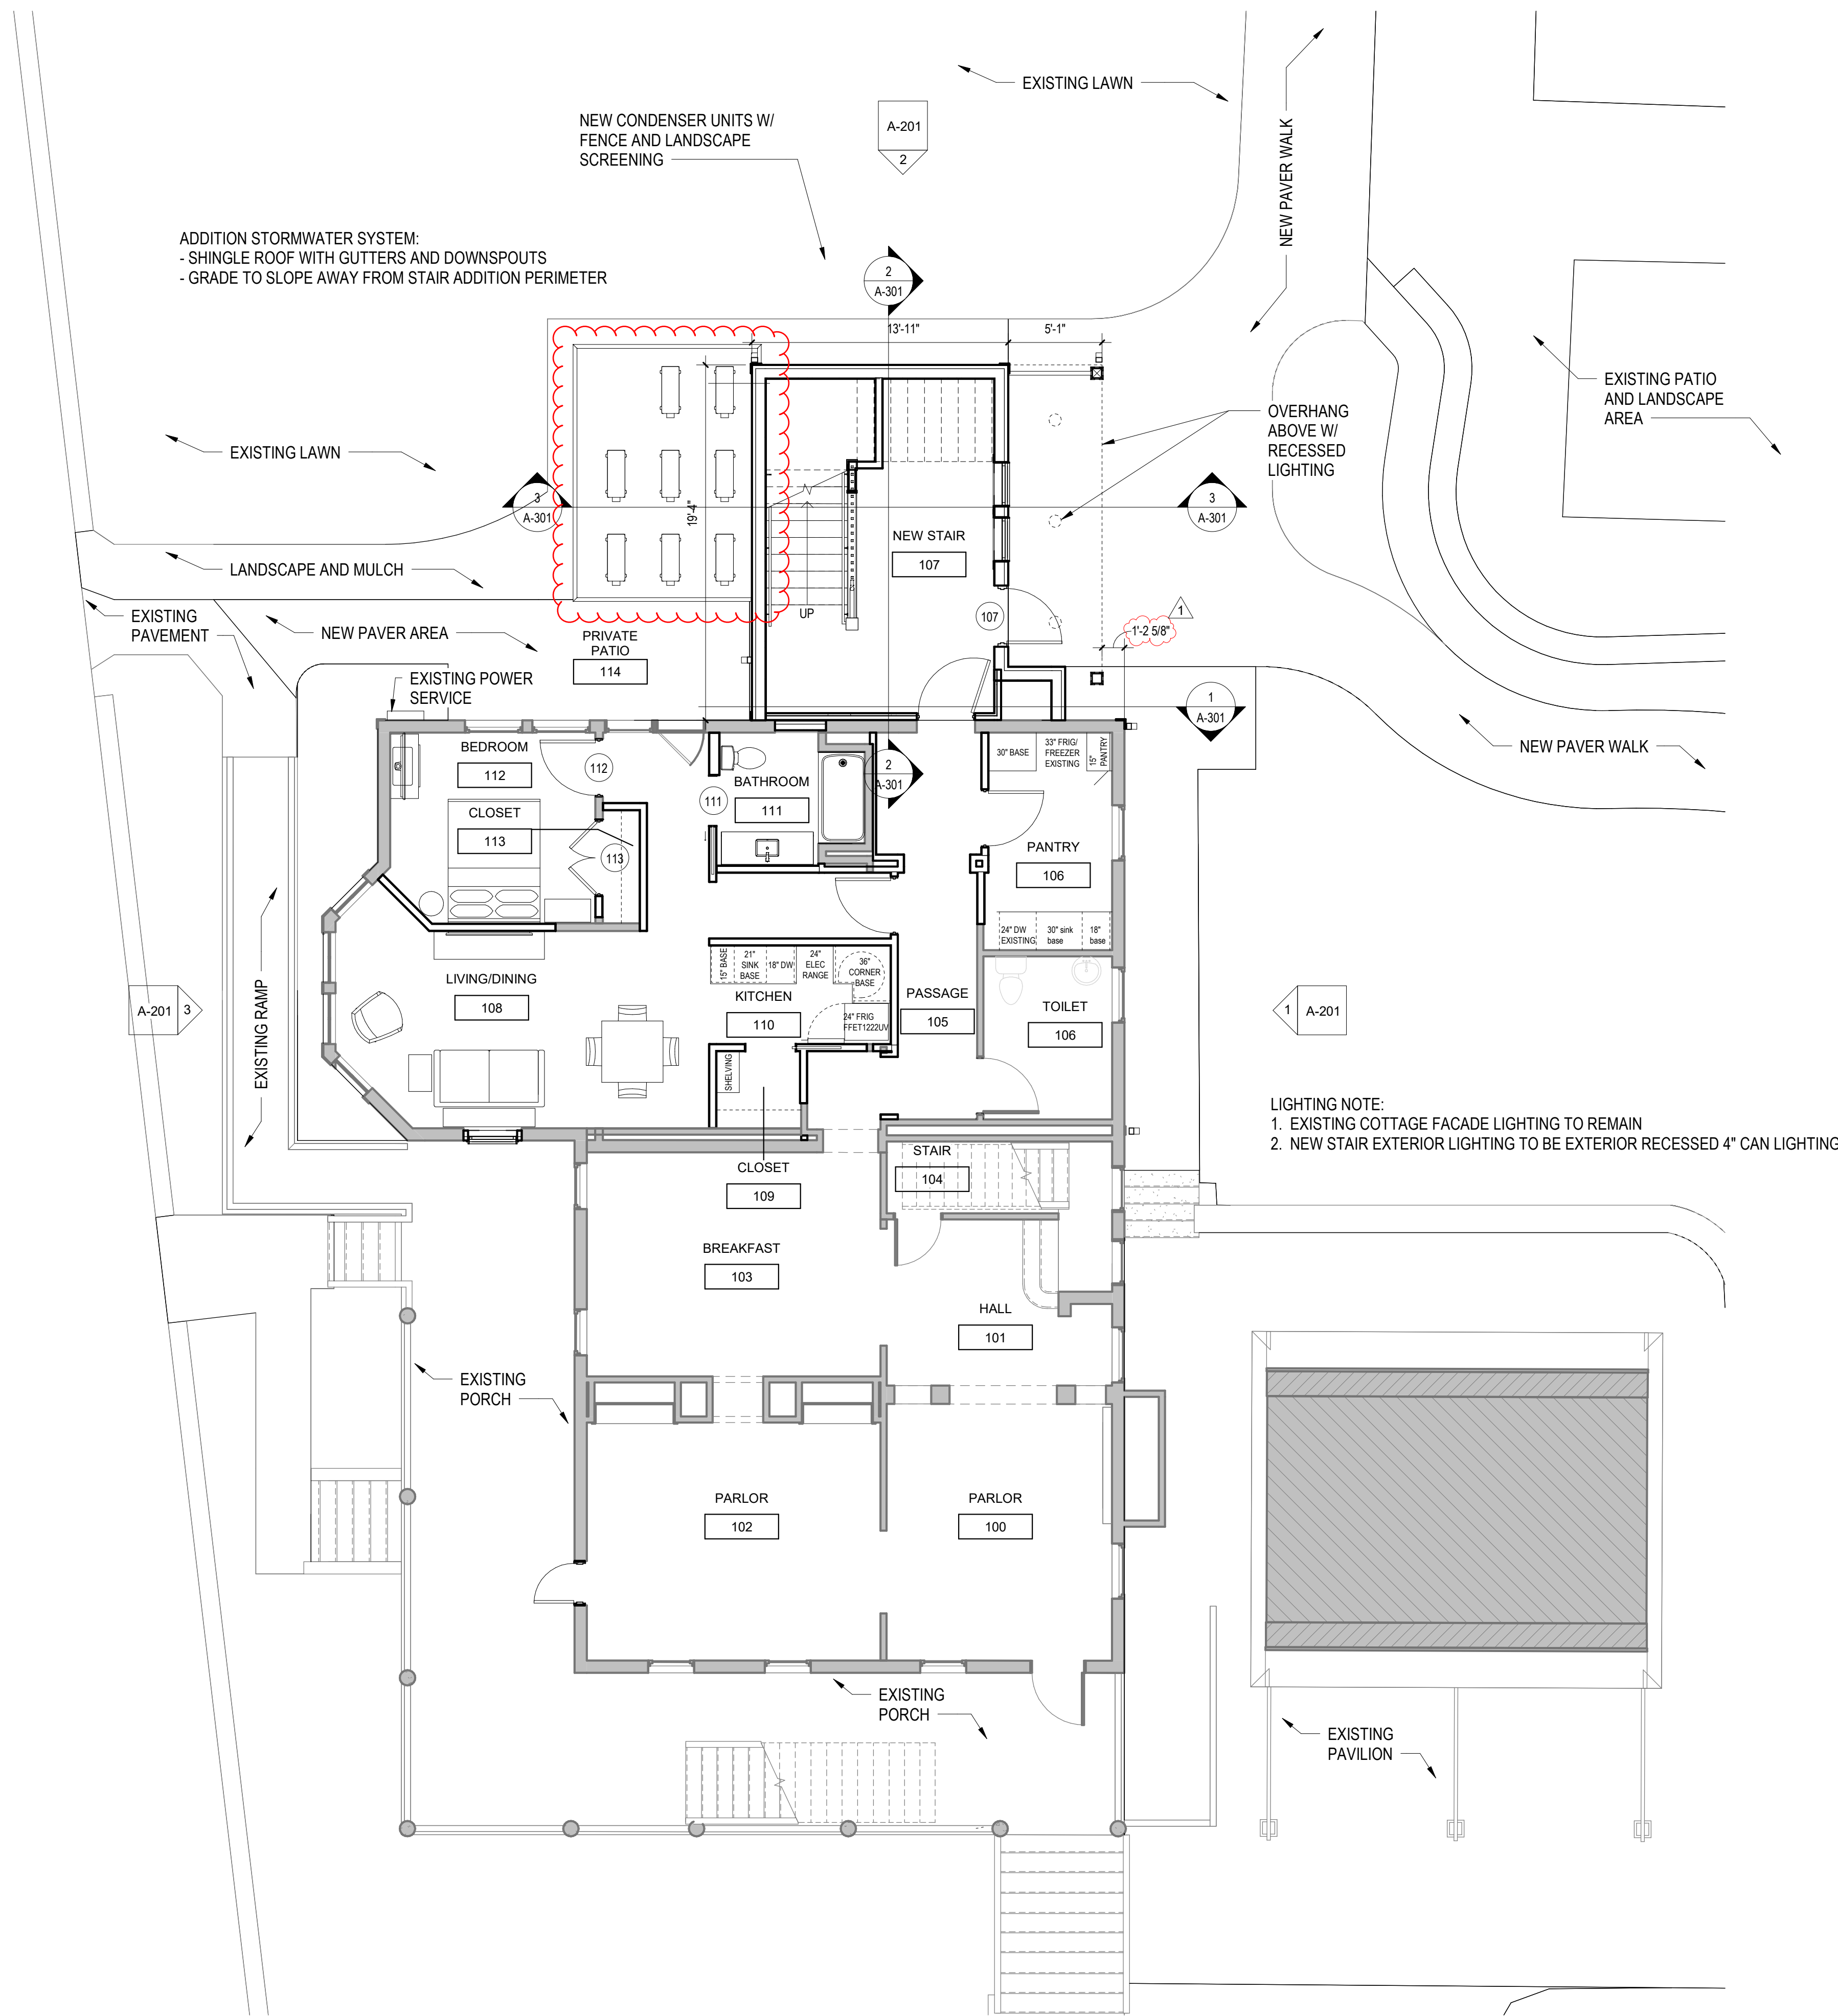 EXISTING LAWN
NEW CONDENSER UNITS W/
FENCE AND LANDSCAPE
SCREENING
A-201
2
NEW PAVER WALK
ADDITION STORMWATER SYSTEM:
- SHINGLE ROOF WITH GUTTERS AND DOWNSPOUTS
- GRADE TO SLOPE AWAY FROM STAIR ADDITION PERIMETER
2
A-301
13'-11"
5'-1"
EXISTING PATIO
AND LANDSCAPE
AREA
OVERHANG
ABOVE W/
RECESSED
LIGHTING
EXISTING LAWN
3
A-301
19'-4"
3
A-301
NEW STAIR
107
LANDSCAPE AND MULCH
UP
107
1
1'-2 5/8"
EXISTING
PAVEMENT
NEW PAVER AREA
PRIVATE
PATIO
114
EXISTING POWER
SERVICE
1
A-301
NEW PAVER WALK
BEDROOM
112
112
30" BASE
33" FRIG/
FREEZER
EXISTING
15"
PANTRY
2
A-301
BATHROOM
111
111
CLOSET
113
113
PANTRY
106
24" DW
EXISTING
30" sink
base
18"
base
15" BASE
21"
SINK
BASE
18" DW
24"
ELEC
RANGE
36"
CORNER
BASE
LIVING/DINING
108
KITCHEN
110
24" FRIG
FFET1222UV
PASSAGE
105
TOILET
106
A-201
3
1
A-201
EXISTING RAMP
SHELVING
LIGHTING NOTE:
1. EXISTING COTTAGE FACADE LIGHTING TO REMAIN
2. NEW STAIR EXTERIOR LIGHTING TO BE EXTERIOR RECESSED 4" CAN LIGHTING
STAIR
104
CLOSET
109
BREAKFAST
103
HALL
101
EXISTING
PORCH
PARLOR
102
PARLOR
100
EXISTING
PORCH
EXISTING
PAVILION